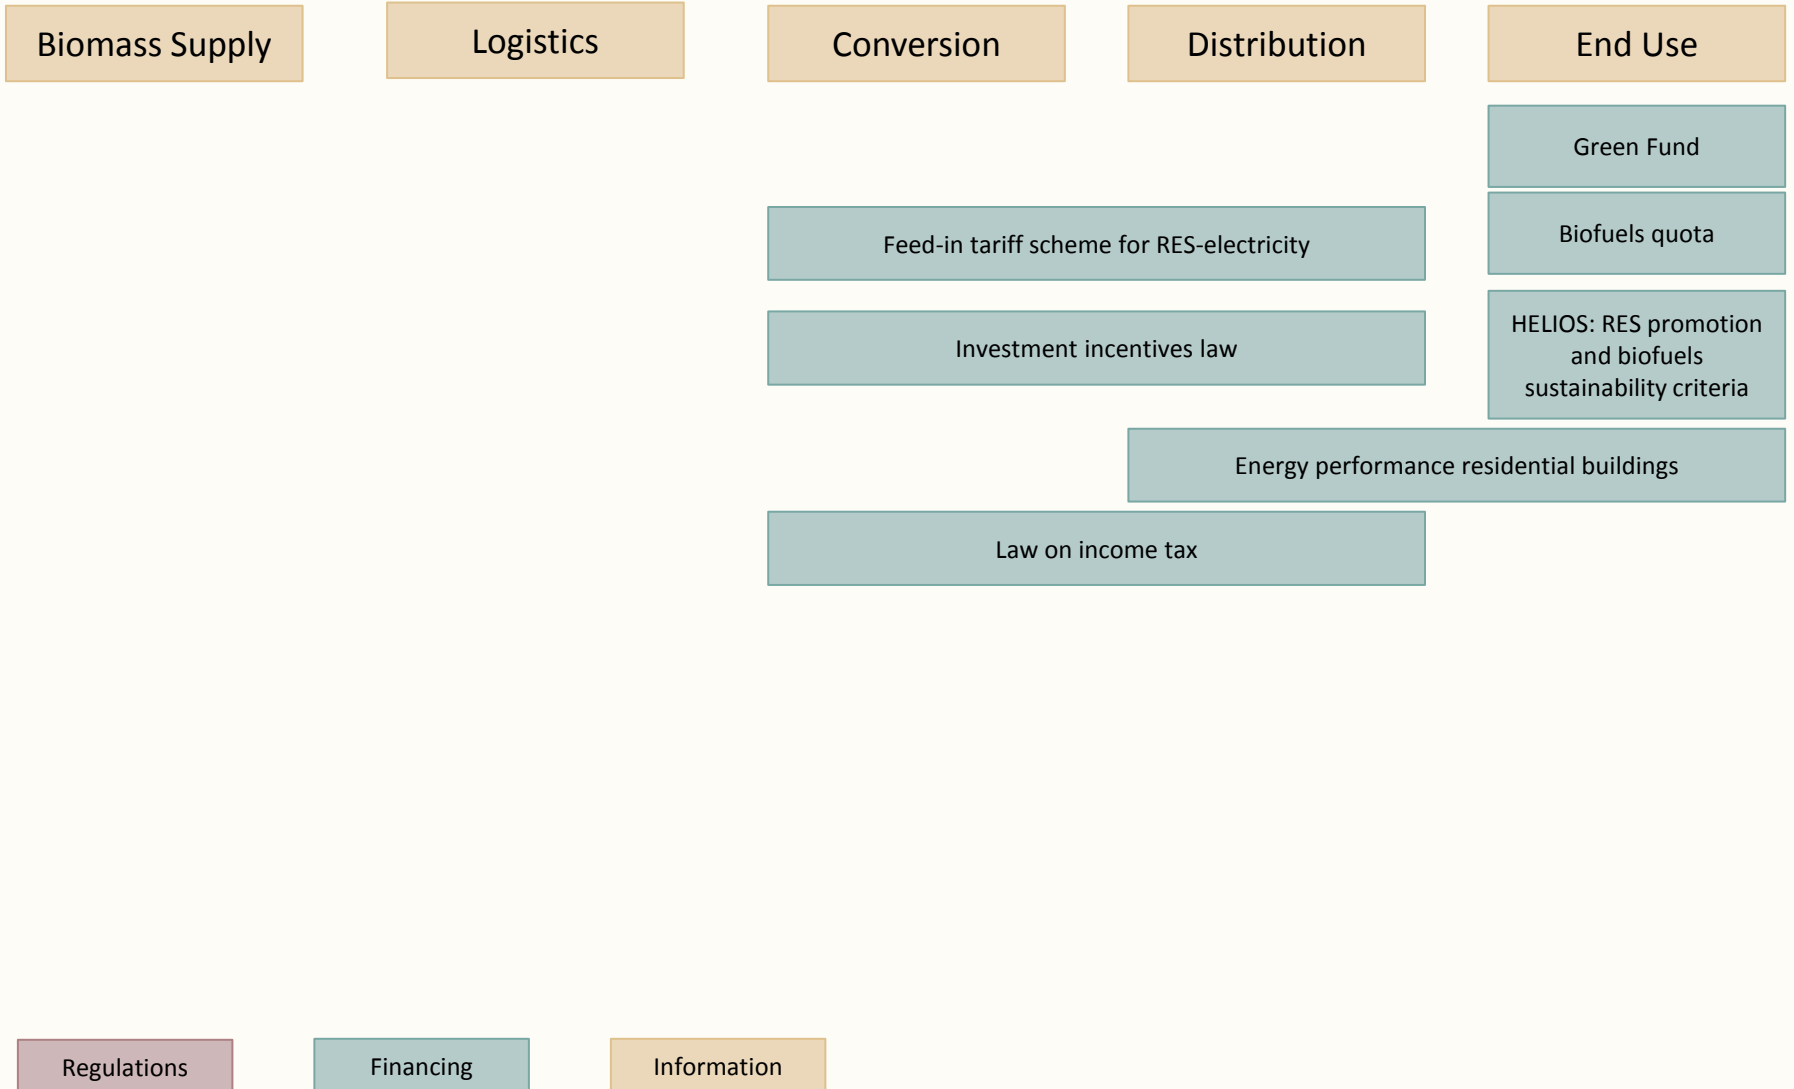 Biomass Supply
Logistics
Conversion
Distribution
End Use
Green Fund
Feed-in tariff scheme for RES-electricity
Biofuels quota
Investment incentives law
HELIOS: RES promotion
and biofuels
sustainability criteria
Energy performance residential buildings
Law on income tax
Regulations
Financing
Information